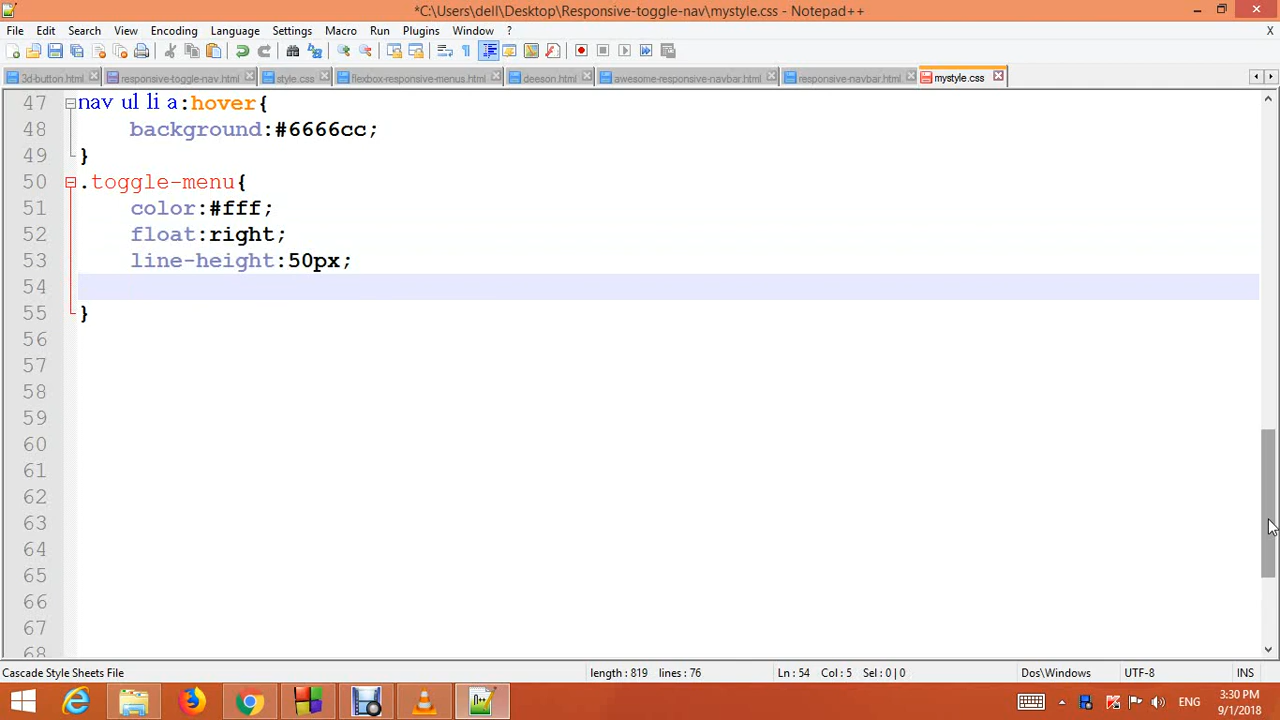 *C:\Users\dell\Desktop\Responsive-toggle-nav\mystyle.css - Notepad++
File Edit Search View Encoding Language Settings Macro Run Plugins Window ? X
3d-button.html responsive-toggle-nav.html style.css flexbox-responsive-menus.html deeson.html awesome-responsive-navbar.html responsive-navbar.html mystyle.css
47 nav ul li a:hover{
48 background:#6666cc;
49 }
50 .toggle-menu{
51 color:#fff;
52 float:right;
53 line-height:50px;
54
55 }
56
57
58
59
60
61
62
63
64
65
66
67
68
Cascade Style Sheets File length : 819 lines : 76 Ln : 54 Col : 5 Sel : 0 | 0 Dos\Windows UTF-8 INS
ENG 3:30 PM
9/1/2018